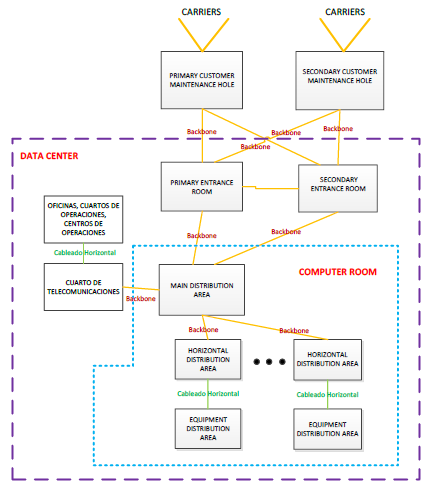 CARRIERS
CARRIERS
PRIMARY CUSTOMER
MAINTENANCE HOLE
SECONDARY CUSTOMER
MAINTENANCE HOLE
Backbone
Backbone
Backbone
Backbone
DATA CENTER
PRIMARY ENTRANCE
ROOM
SECONDARY
ENTRANCE ROOM
OFICINAS, CUARTOS DE
OPERACIONES,
CENTROS DE
OPERACIONES
Backbone
Backbone
Cableado Horizontal
COMPUTER ROOM
CUARTO DE
TELECOMUNICACIONES
Backbone
MAIN DISTRIBUTION
AREA
Backbone
Backbone
HORIZONTAL
DISTRIBUTION
AREA
HORIZONTAL
DISTRIBUTION AREA
Cableado Horizontal
Cableado Horizontal
EQUIPMENT
DISTRIBUTION
AREA
EQUIPMENT
DISTRIBUTION AREA